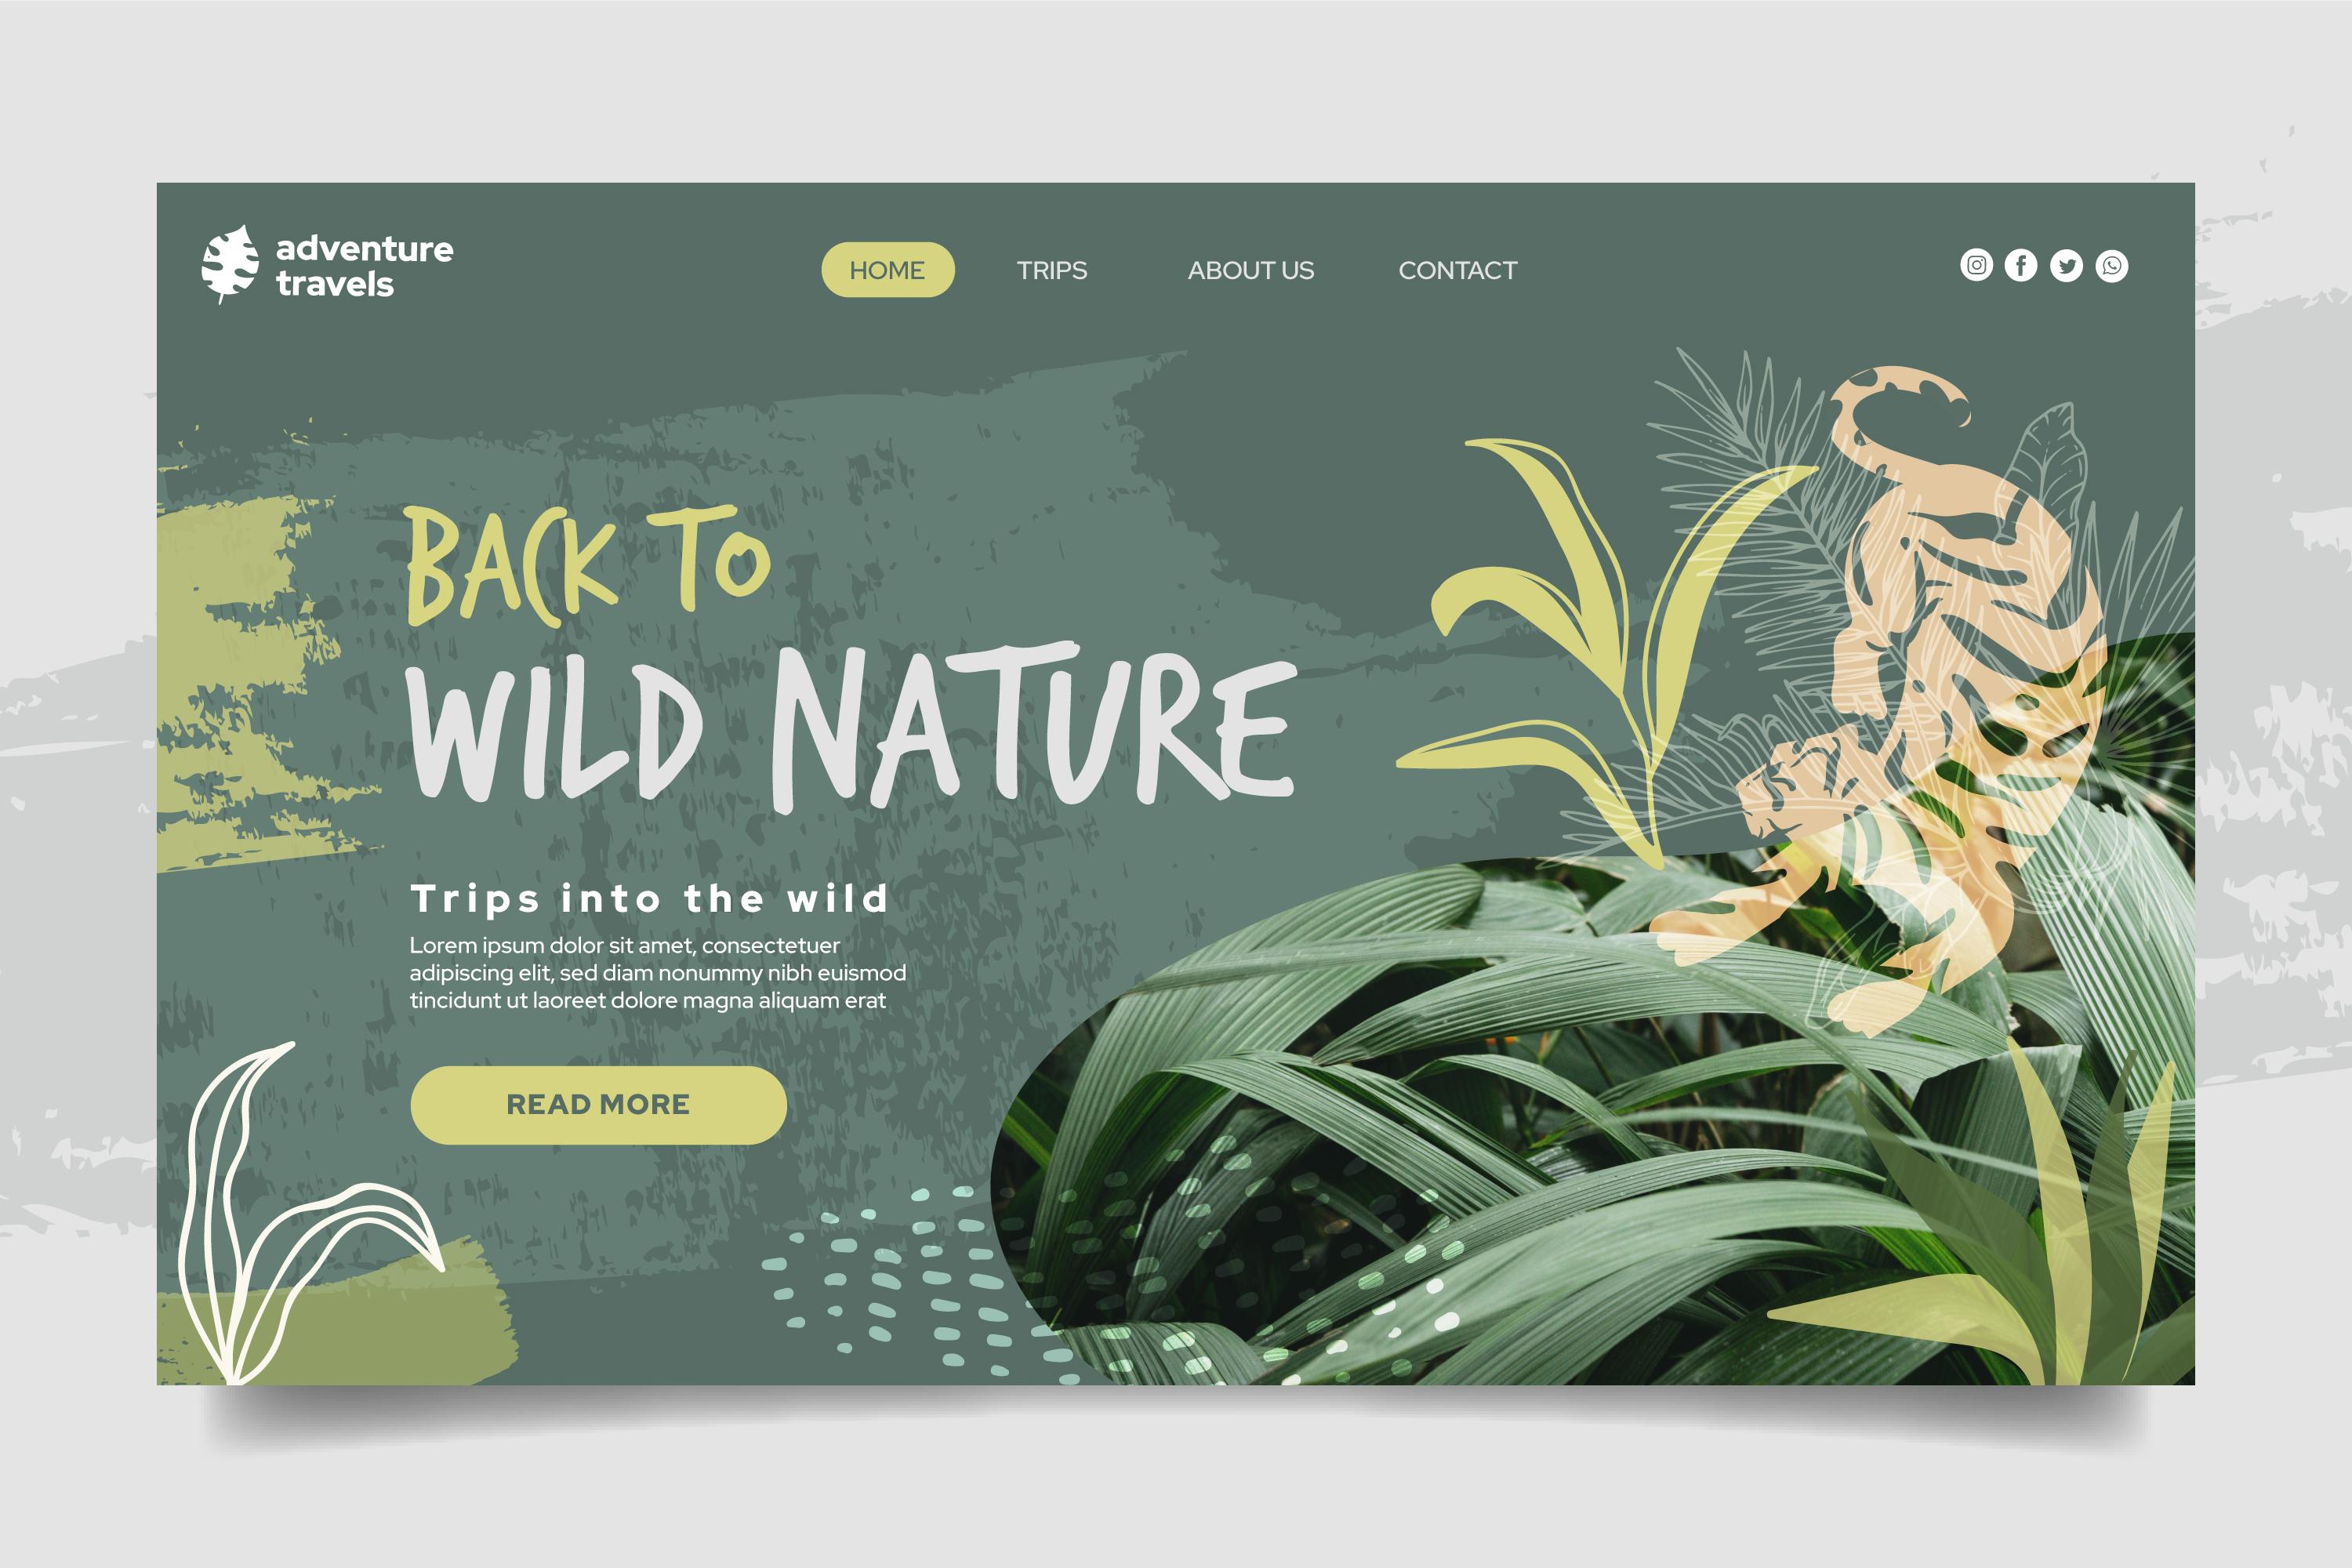 adventure
travels
HOME
TRIPS
ABOUT US
CONTACT
BACK TO
WILD NATURE
Trips into the wild
Lorem ipsum dolor sit amet, consectetuer
adipiscing elit, sed diam nonummy nibh euismod
tincidunt ut laoreet dolore magna aliquam erat
READ MORE